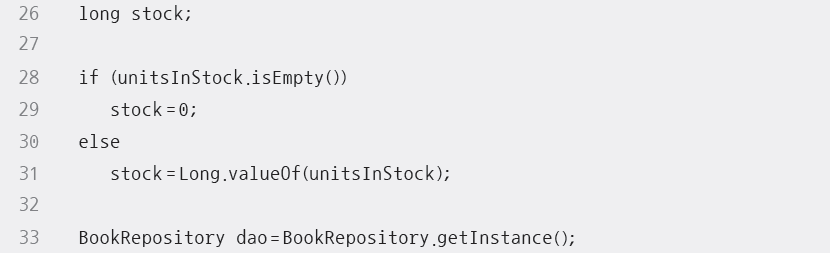 26 long stock;
27
28 if (unitsInStock.isEmpty())
29 stock=0;
30 else
31 stock=Long.valueOf(unitsInStock);
32
33 BookRepository dao=BookRepository.getInstance();